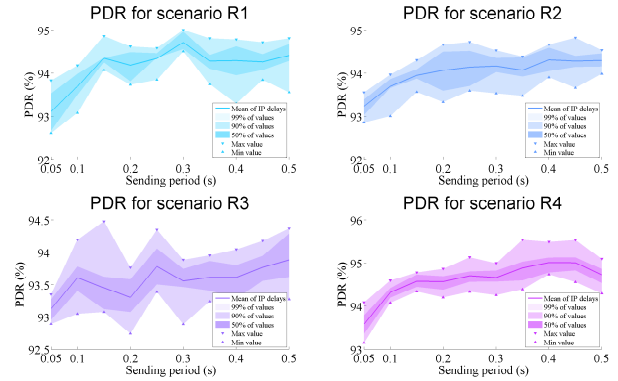 PDR for scenario R1
95
94
93
92
PDR (%)
0.05 0.1 0.2 0.3 0.4 0.5
Sending period (s)
Mean of IP delays
99% of values
90% of values
50% of values
Max value
Min value
PDR for scenario R2
95
94
93
92
PDR (%)
0.05 0.1 0.2 0.3 0.4 0.5
Sending period (s)
Mean of IP delays
99% of values
90% of values
50% of values
Max value
Min value
PDR for scenario R3
94.5
94
93.5
93
92.5
PDR (%)
0.05 0.1 0.2 0.3 0.4 0.5
Sending period (s)
Mean of IP delays
99% of values
90% of values
50% of values
Max value
Min value
PDR for scenario R4
96
95
94
93
PDR (%)
0.05 0.1 0.2 0.3 0.4 0.5
Sending period (s)
Mean of IP delays
99% of values
90% of values
50% of values
Max value
Min value